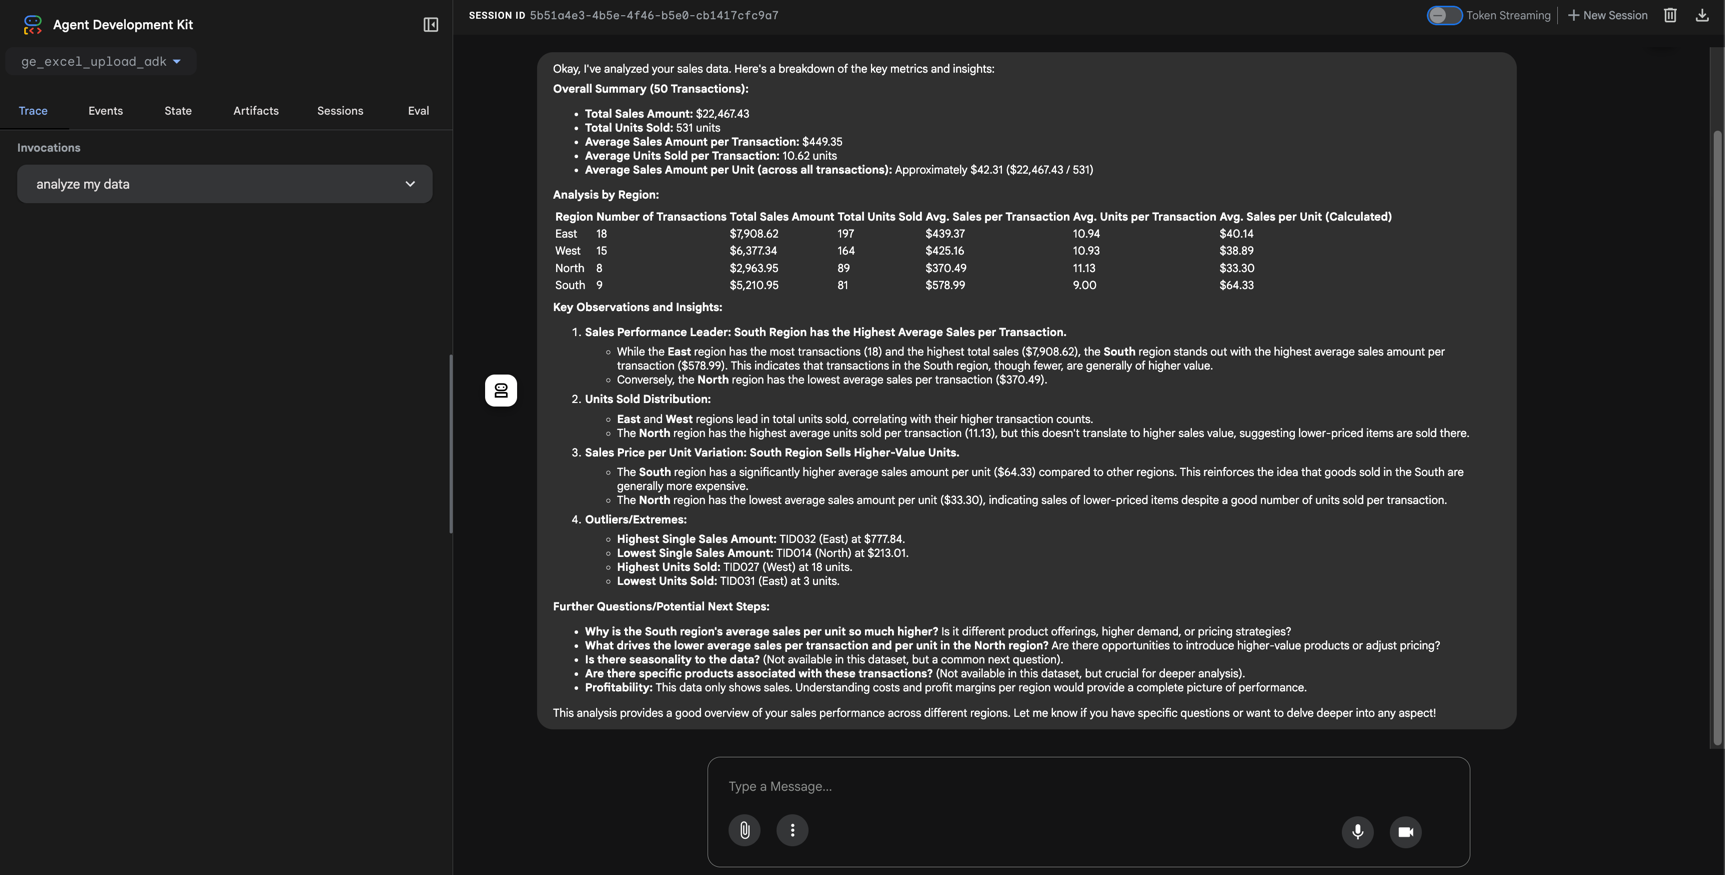 Agent Development Kit
ge_excel_upload_adk
Trace Events State Artifacts Sessions Eval
Invocations
analyze my data
SESSION ID 5b51a4e3-4b5e-4f46-b5e0-cb1417cfc9a7
Token Streaming
New Session
Okay, I've analyzed your sales data. Here's a breakdown of the key metrics and insights:
Overall Summary (50 Transactions):
• Total Sales Amount: $22,467.43
• Total Units Sold: 531 units
• Average Sales Amount per Transaction: $449.35
• Average Units Sold per Transaction: 10.62 units
• Average Sales Amount per Unit (across all transactions): Approximately $42.31 ($22,467.43 / 531)
Analysis by Region:
Region Number of Transactions Total Sales Amount Total Units Sold Avg. Sales per Transaction Avg. Units per Transaction Avg. Sales per Unit (Calculated)
East 18 $7,908.62 197 $439.37 10.94 $40.14
West 15 $6,377.34 164 $425.16 10.93 $38.89
North 8 $2,963.95 89 $370.49 11.13 $33.30
South 9 $5,210.95 81 $578.99 9.00 $64.33
Key Observations and Insights:
1. Sales Performance Leader: South Region has the Highest Average Sales per Transaction.
◦ While the East region has the most transactions (18) and the highest total sales ($7,908.62), the South region stands out with the highest average sales amount per
transaction ($578.99). This indicates that transactions in the South region, though fewer, are generally of higher value.
◦ Conversely, the North region has the lowest average sales per transaction ($370.49).
2. Units Sold Distribution:
◦ East and West regions lead in total units sold, correlating with their higher transaction counts.
◦ The North region has the highest average units sold per transaction (11.13), but this doesn't translate to higher sales value, suggesting lower-priced items are sold there.
3. Sales Price per Unit Variation: South Region Sells Higher-Value Units.
◦ The South region has a significantly higher average sales amount per unit ($64.33) compared to other regions. This reinforces the idea that goods sold in the South are
generally more expensive.
◦ The North region has the lowest average sales amount per unit ($33.30), indicating sales of lower-priced items despite a good number of units sold per transaction.
4. Outliers/Extremes:
◦ Highest Single Sales Amount: TID032 (East) at $777.84.
◦ Lowest Single Sales Amount: TID014 (North) at $213.01.
◦ Highest Units Sold: TID027 (West) at 18 units.
◦ Lowest Units Sold: TID031 (East) at 3 units.
Further Questions/Potential Next Steps:
• Why is the South region's average sales per unit so much higher? Is it different product offerings, higher demand, or pricing strategies?
• What drives the lower average sales per transaction and per unit in the North region? Are there opportunities to introduce higher-value products or adjust pricing?
• Is there seasonality to the data? (Not available in this dataset, but a common next question).
• Are there specific products associated with these transactions? (Not available in this dataset, but crucial for deeper analysis).
• Profitability: This data only shows sales. Understanding costs and profit margins per region would provide a complete picture of performance.
This analysis provides a good overview of your sales performance across different regions. Let me know if you have specific questions or want to delve deeper into any aspect!
Type a Message...